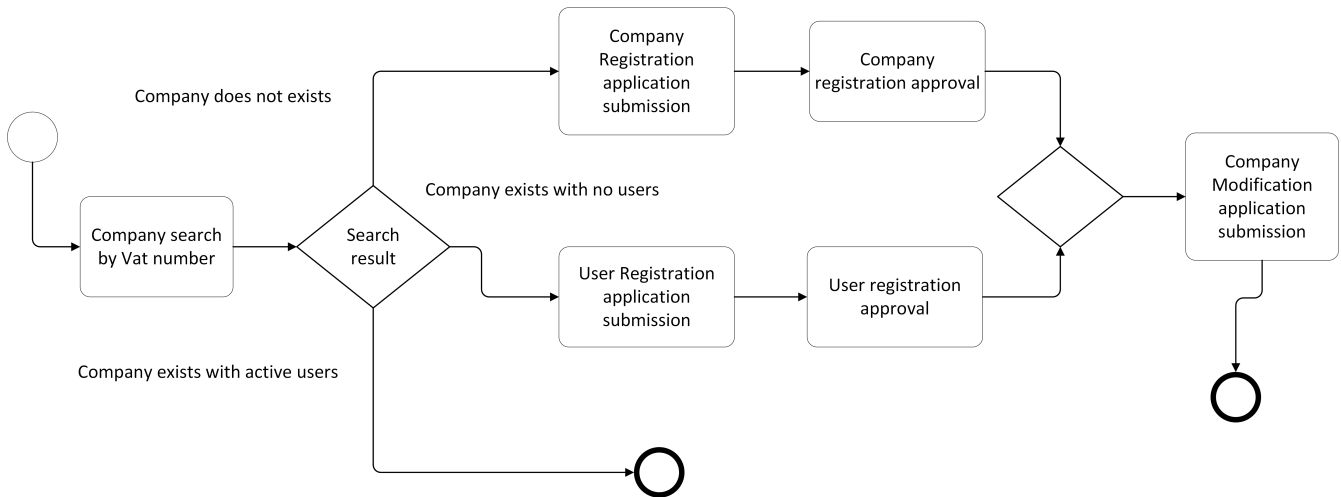 Company does not exists
Company
Registration
application
submission
Company
registration approval
Company search
by Vat number
Search
result
Company exists with no users
User Registration
application
submission
User registration
approval
Company
Modification
application
submission
Company exists with active users